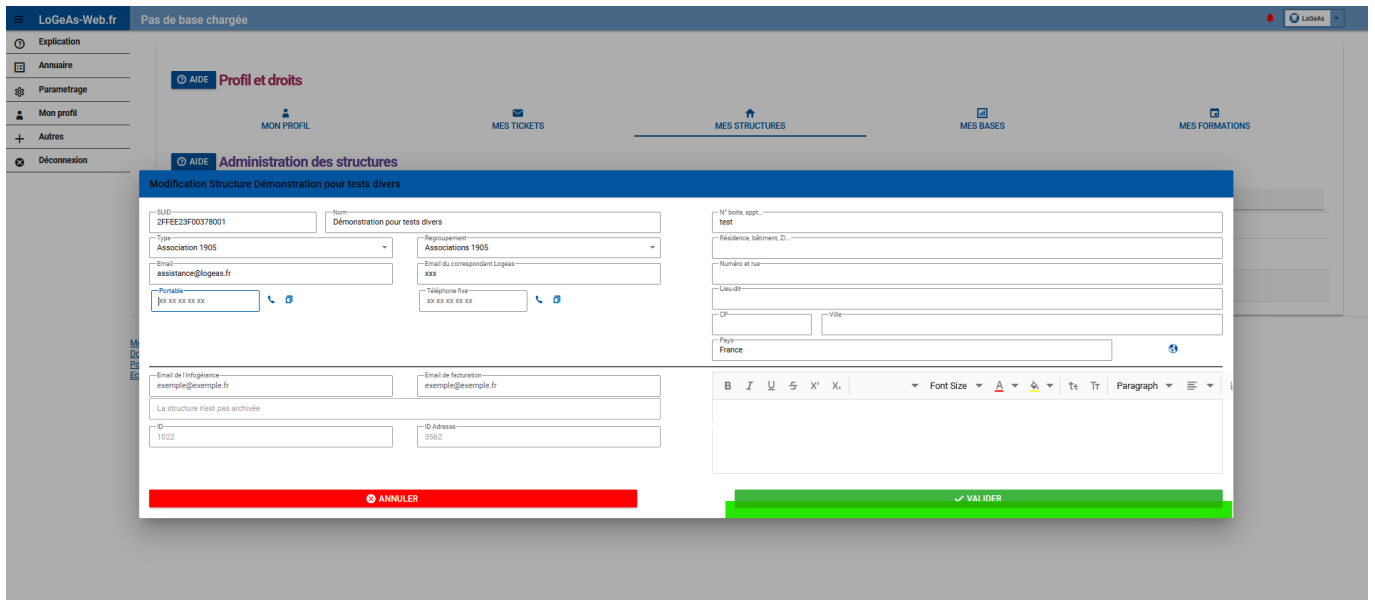 LoGeAs-Web.fr Pas de base chargée LoGeAs
Explication
Annuaire
Parametrage
Mon profil
Autres
Déconnexion
AIDE Profil et droits
MON PROFIL MES TICKETS MES STRUCTURES MES BASES MES FORMATIONS
AIDE Administration des structures
Modification Structure Démonstration pour tests divers
SUID Nom N° boite, appt...
2FFEE23F00378001 Démonstration pour tests divers test
Type Regroupement Résidence, bâtiment, ZI...
Association 1905 Associations 1905
Email Email du correspondant Logeas Numéro et rue
assistance@logeas.fr xxx
Portable Téléphone fixe Lieu-dit
xx xx xx xx xx xx xx xx xx xx
CP Ville
Pays
France
Email de l'infogérance Email de facturation
exemple@exemple.fr exemple@exemple.fr
B I U S X² X₂ Font Size A Tt TT Paragraph
La structure n'est pas archivée
ID ID Adresse
1022 3562
ANNULER VALIDER